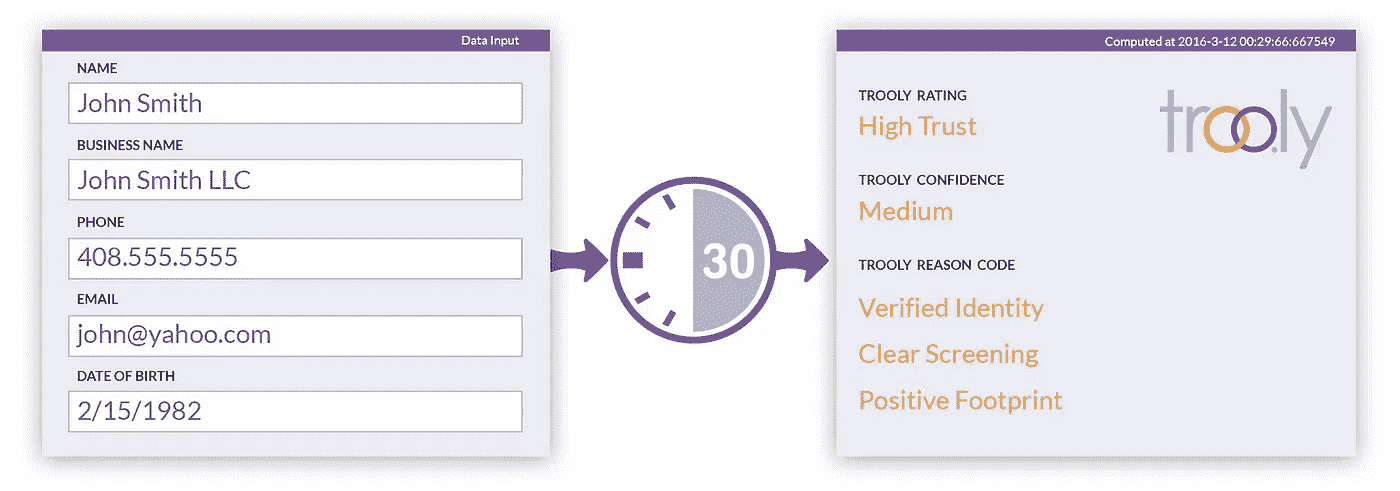 Data Input
NAME
John Smith
BUSINESS NAME
John Smith LLC
PHONE
408.555.5555
EMAIL
john@yahoo.com
DATE OF BIRTH
2/15/1982
30
Computed at 2016-3-12 00:29:66:667549
trooly
TROOLY RATING
High Trust
TROOLY CONFIDENCE
Medium
TROOLY REASON CODE
Verified Identity
Clear Screening
Positive Footprint